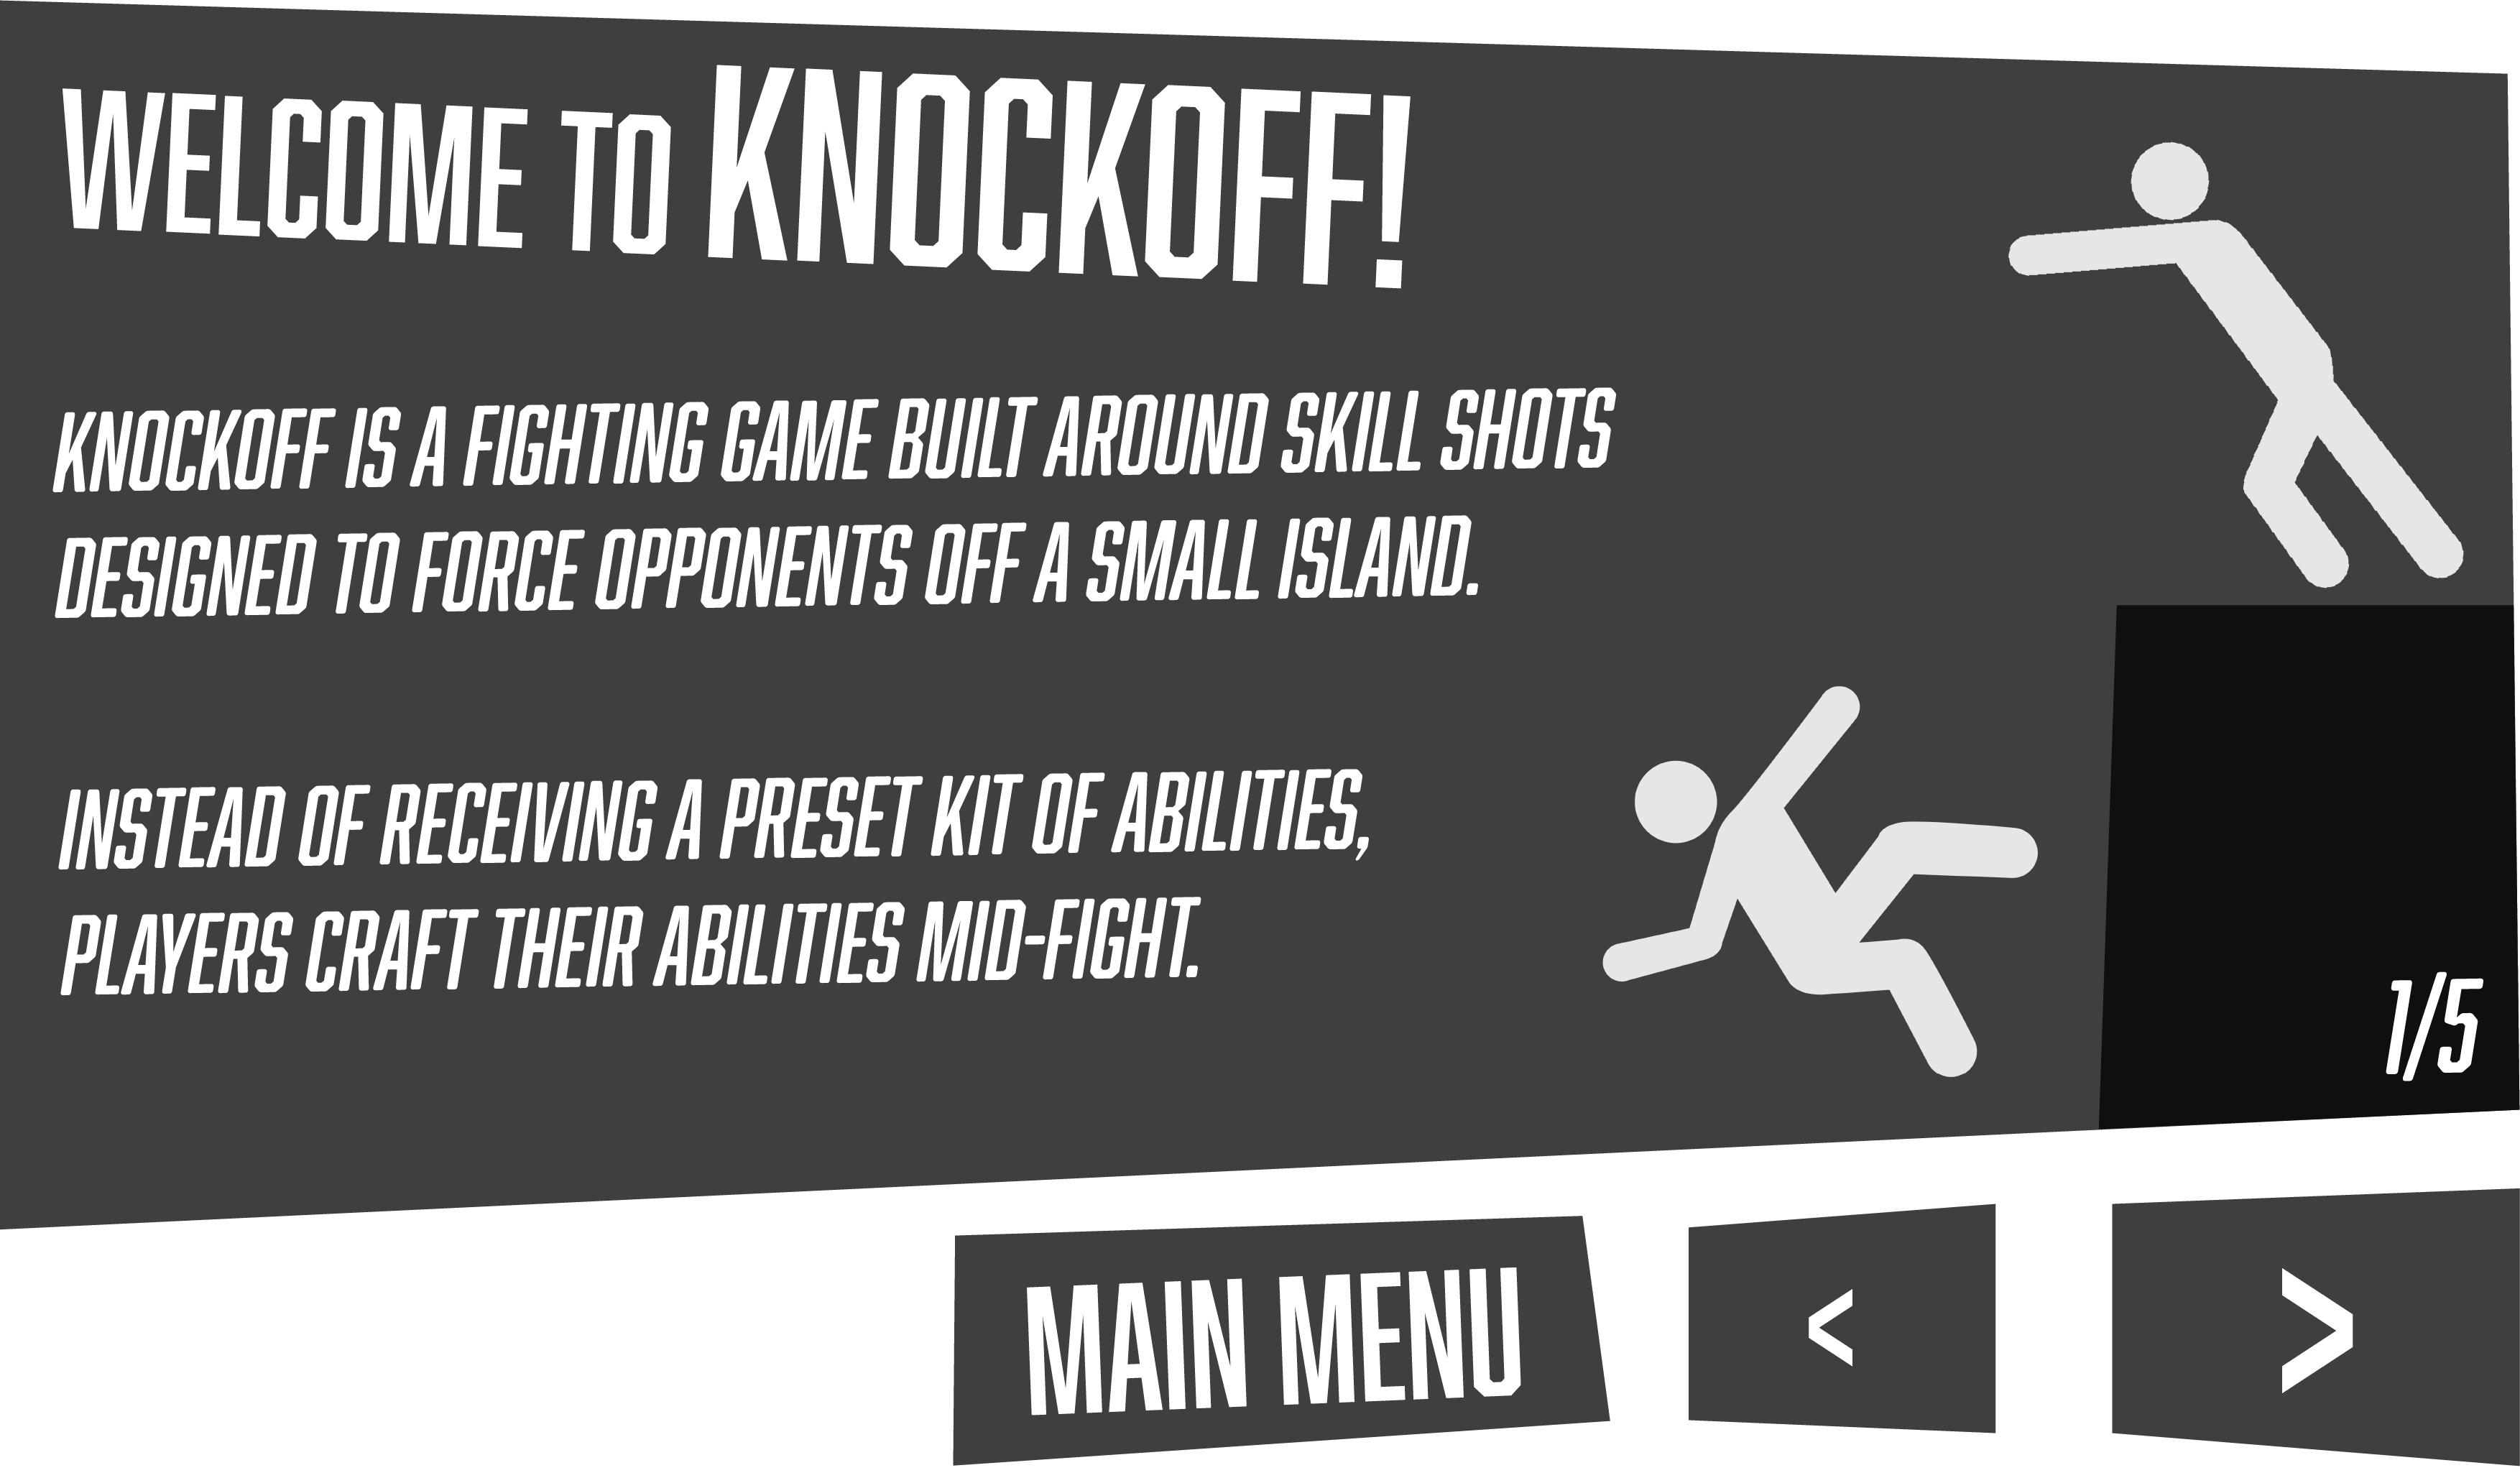 WELCOME TO KNOCKOFF!
KNOCKOFF IS A FIGHTING GAME BUILT AROUND SKILL SHOTS
DESIGNED TO FORCE OPPONENTS OFF A SMALL ISLAND.
INSTEAD OF RECEIVING A PRESET KIT OF ABILITIES,
PLAYERS CRAFT THEIR ABILITIES MID-FIGHT.
1/5
MAIN MENU
<
>